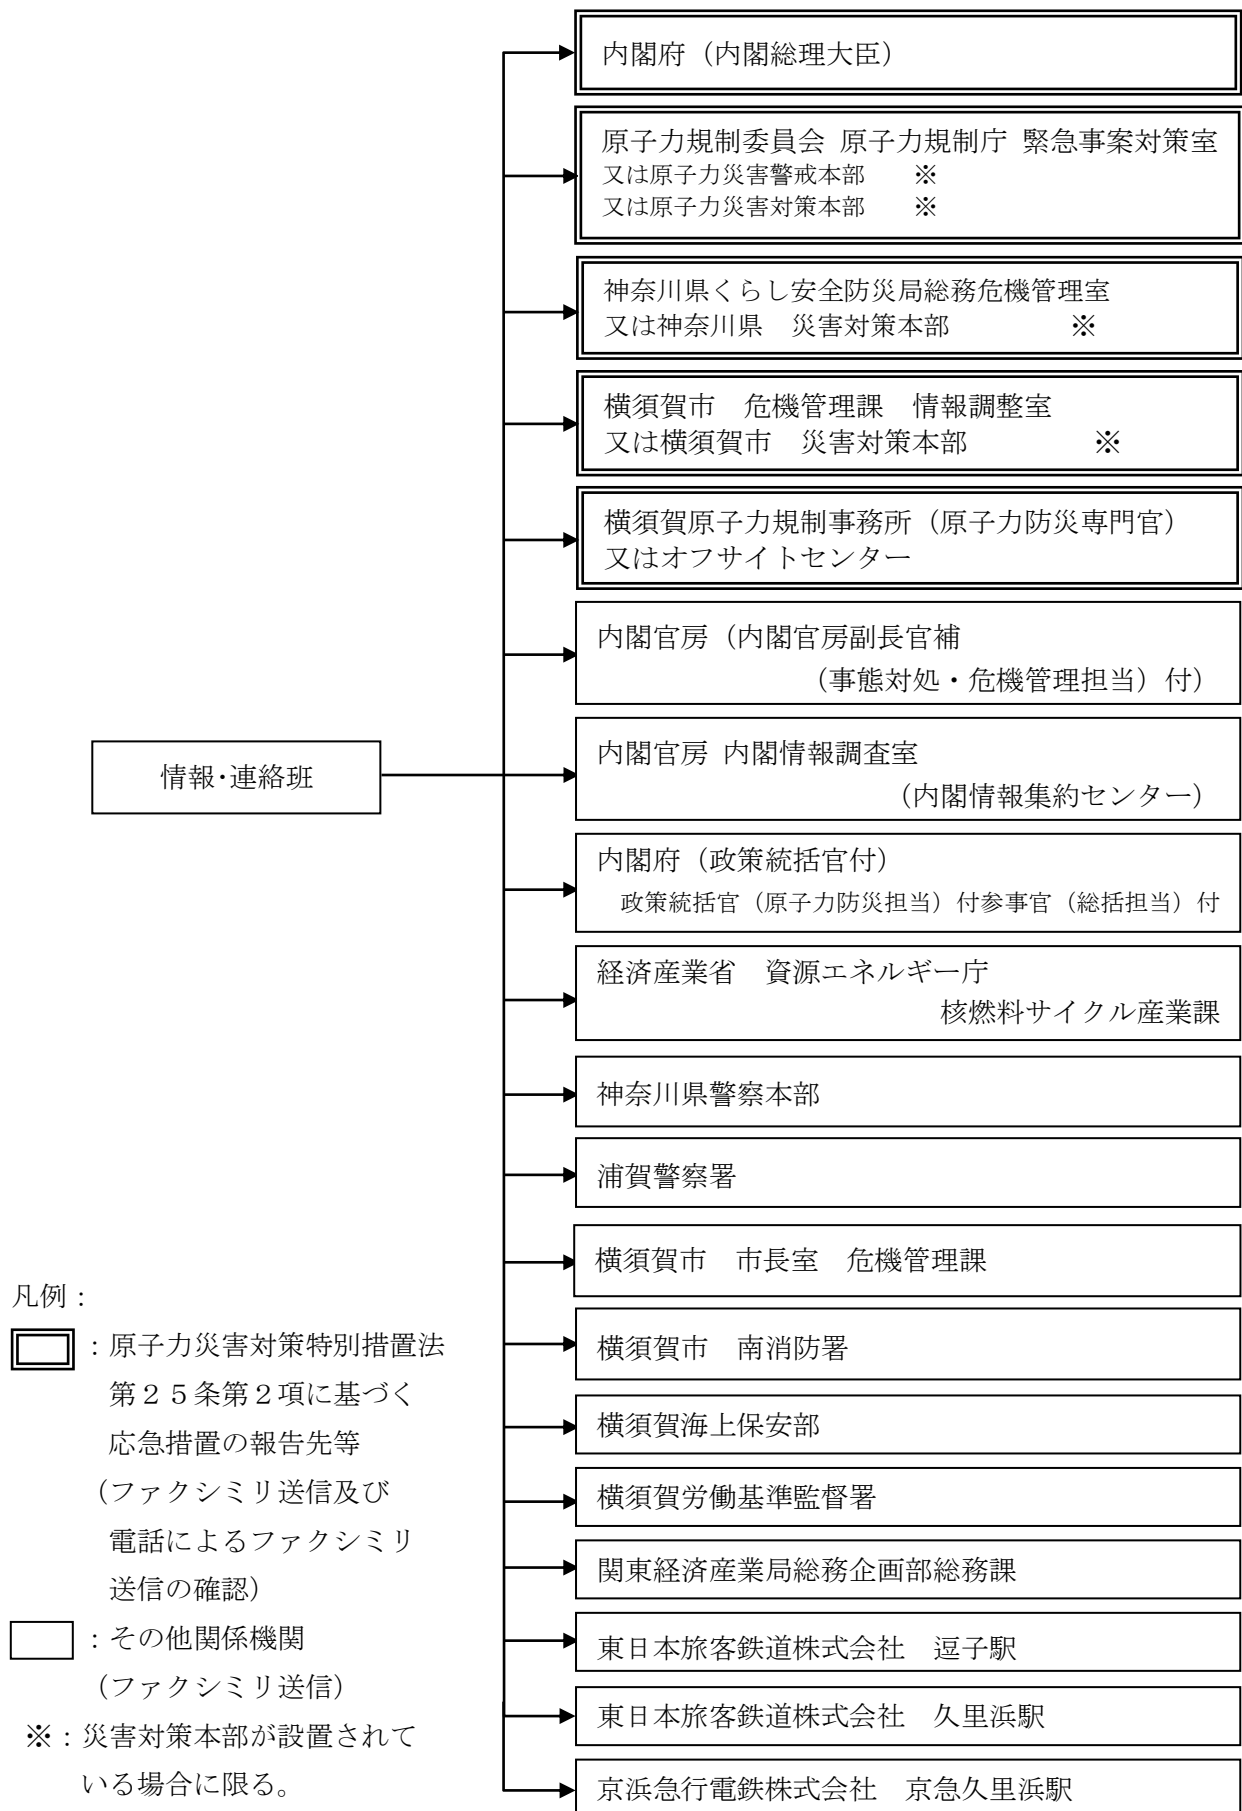 内閣府（内閣総理大臣）
原子力規制委員会 原子力規制庁 緊急事案対策室
又は原子力災害警戒本部　　※
又は原子力災害対策本部　　※
神奈川県くらし安全防災局総務危機管理室
又は神奈川県　災害対策本部　　　　※
横須賀市　危機管理課　情報調整室
又は横須賀市　災害対策本部　　　　※
横須賀原子力規制事務所（原子力防災専門官）
又はオフサイトセンター
内閣官房（内閣官房副長官補
（事態対処・危機管理担当）付）
情報・連絡班
内閣官房 内閣情報調査室
（内閣情報集約センター）
内閣府（政策統括官付）
政策統括官（原子力防災担当）付参事官（総括担当）付
経済産業省　資源エネルギー庁
核燃料サイクル産業課
神奈川県警察本部
浦賀警察署
横須賀市　市長室　危機管理課
横須賀市　南消防署
横須賀海上保安部
横須賀労働基準監督署
関東経済産業局総務企画部総務課
東日本旅客鉄道株式会社　逗子駅
東日本旅客鉄道株式会社　久里浜駅
京浜急行電鉄株式会社　京急久里浜駅
凡例：
：原子力災害対策特別措置法
第２５条第２項に基づく
応急措置の報告先等
（ファクシミリ送信及び
電話によるファクシミリ
送信の確認）
：その他関係機関
（ファクシミリ送信）
※：災害対策本部が設置されて
いる場合に限る。